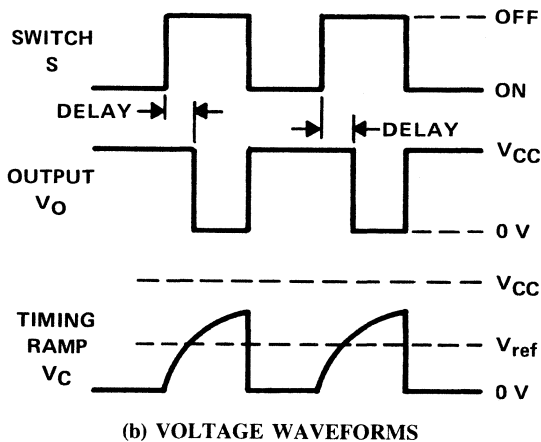 SWITCH
S
OFF
ON
DELAY
DELAY
OUTPUT
VO
VCC
0 V
VCC
TIMING
RAMP
VC
Vref
0 V
(b) VOLTAGE WAVEFORMS